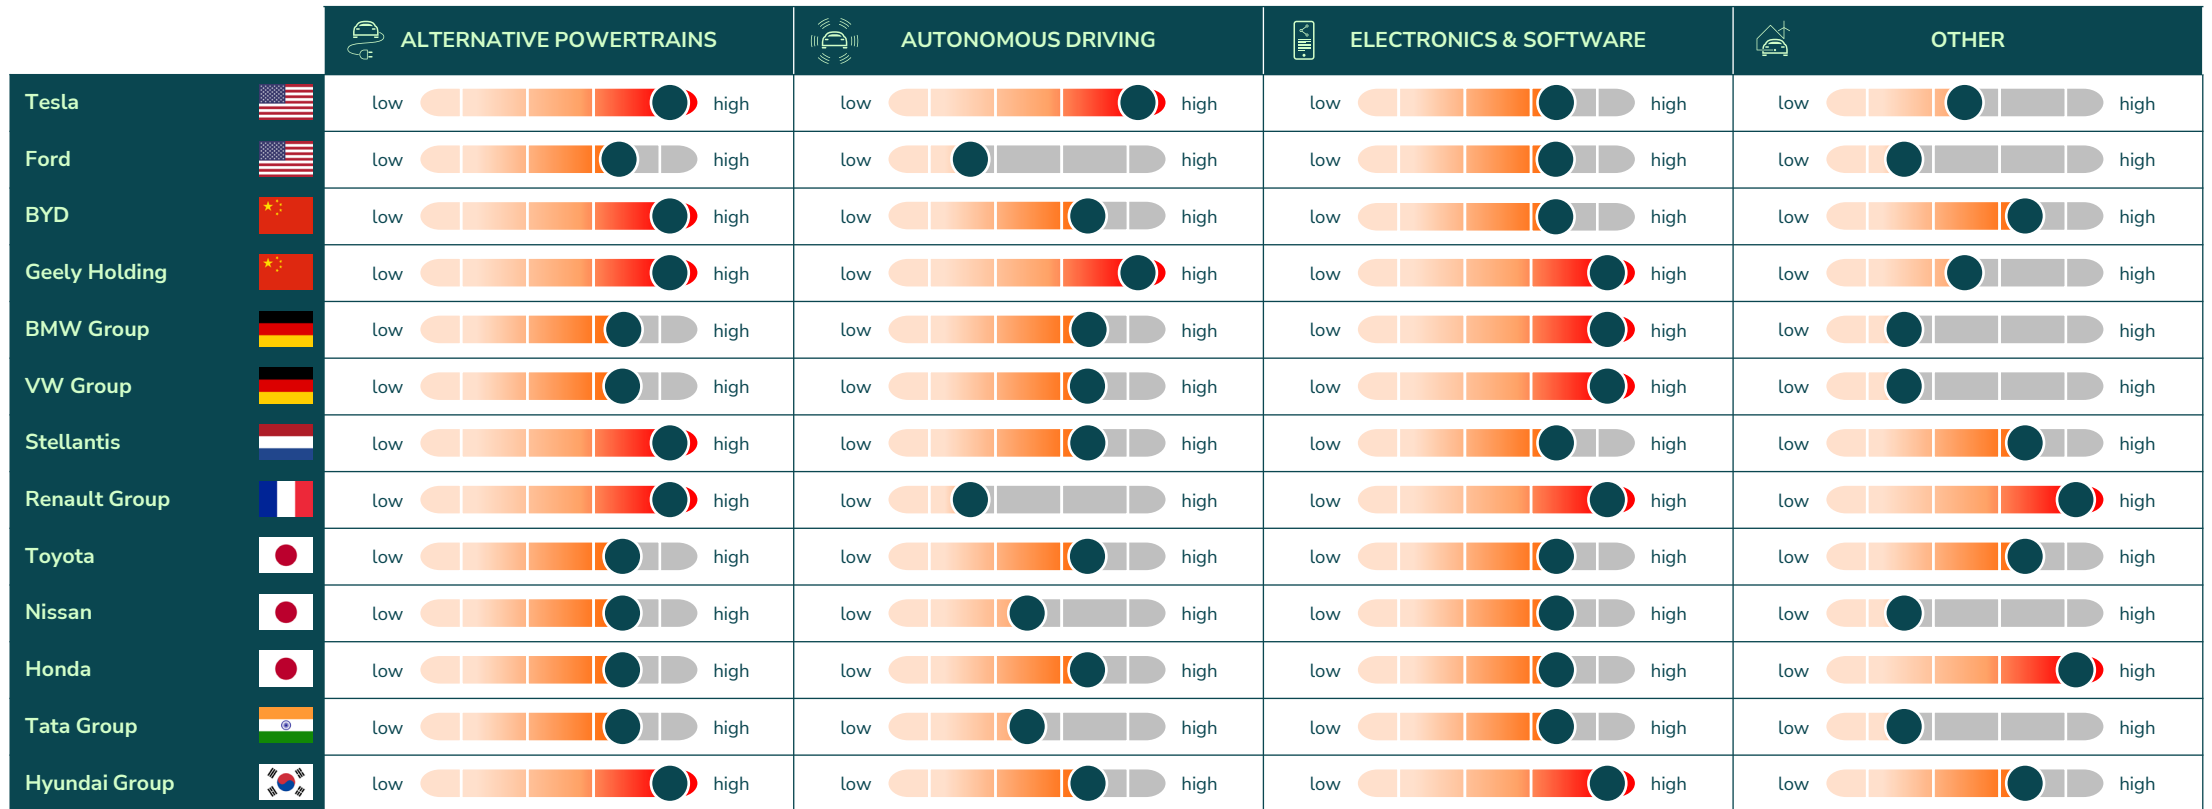 ALTERNATIVE POWERTRAINS AUTONOMOUS DRIVING ELECTRONICS & SOFTWARE OTHER
Tesla low high low high low high low high
Ford low high low high low high low high
BYD low high low high low high low high
Geely Holding low high low high low high low high
BMW Group low high low high low high low high
VW Group low high low high low high low high
Stellantis low high low high low high low high
Renault Group low high low high low high low high
Toyota low high low high low high low high
Nissan low high low high low high low high
Honda low high low high low high low high
Tata Group low high low high low high low high
Hyundai Group low high low high low high low high